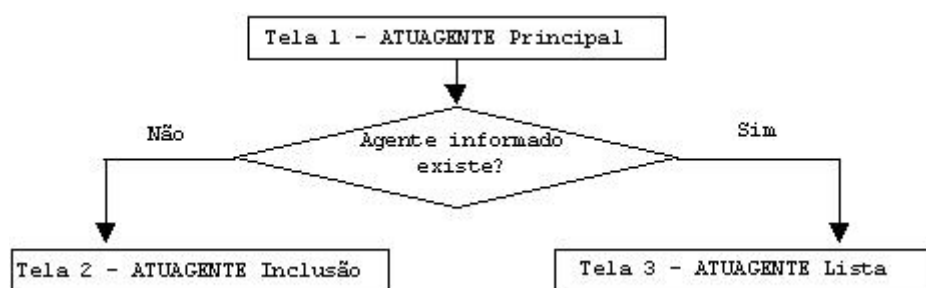 Tela 1 - ATUAGENTE Principal
Não
Agente informado
existe?
Sim
Tela 2 - ATUAGENTE Inclusão
Tela 3 - ATUAGENTE Lista